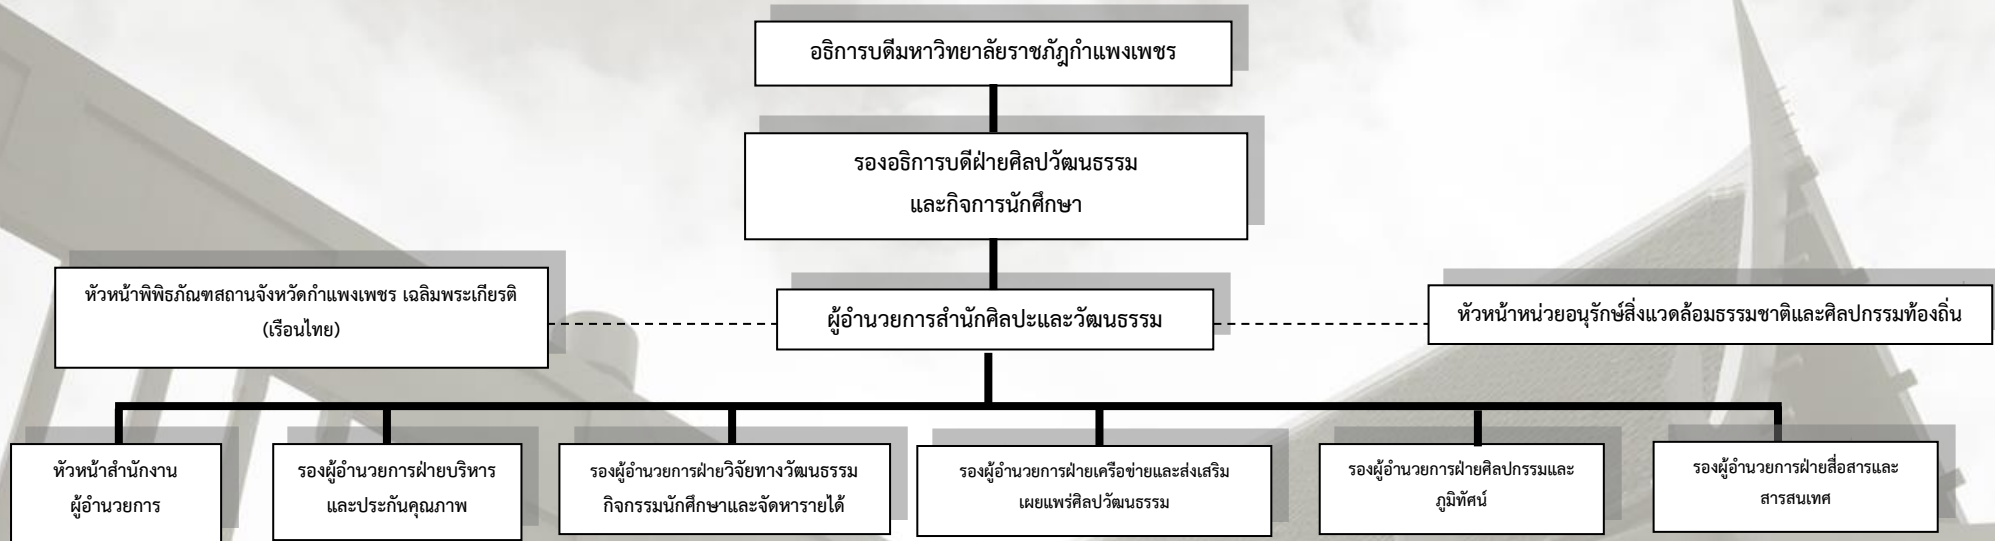 อธิการบดีมหาวิทยาลัยราชภัฏกำแพงเพชร
รองอธิการบดีฝ่ายศิลปวัฒนธรรม
และกิจการนักศึกษา
หัวหน้าพิพิธภัณฑสถานจังหวัดกำแพงเพชร เฉลิมพระเกียรติ
(เรือนไทย)
ผู้อำนวยการสำนักศิลปะและวัฒนธรรม
หัวหน้าหน่วยอนุรักษ์สิ่งแวดล้อมธรรมชาติและศิลปกรรมท้องถิ่น
หัวหน้าสำนักงาน
ผู้อำนวยการ
รองผู้อำนวยการฝ่ายบริหาร
และประกันคุณภาพ
รองผู้อำนวยการฝ่ายวิจัยทางวัฒนธรรม
กิจกรรมนักศึกษาและจัดหารายได้
รองผู้อำนวยการฝ่ายเครือข่ายและส่งเสริม
เผยแพร่ศิลปวัฒนธรรม
รองผู้อำนวยการฝ่ายศิลปกรรมและ
ภูมิทัศน์
รองผู้อำนวยการฝ่ายสื่อสารและ
สารสนเทศ